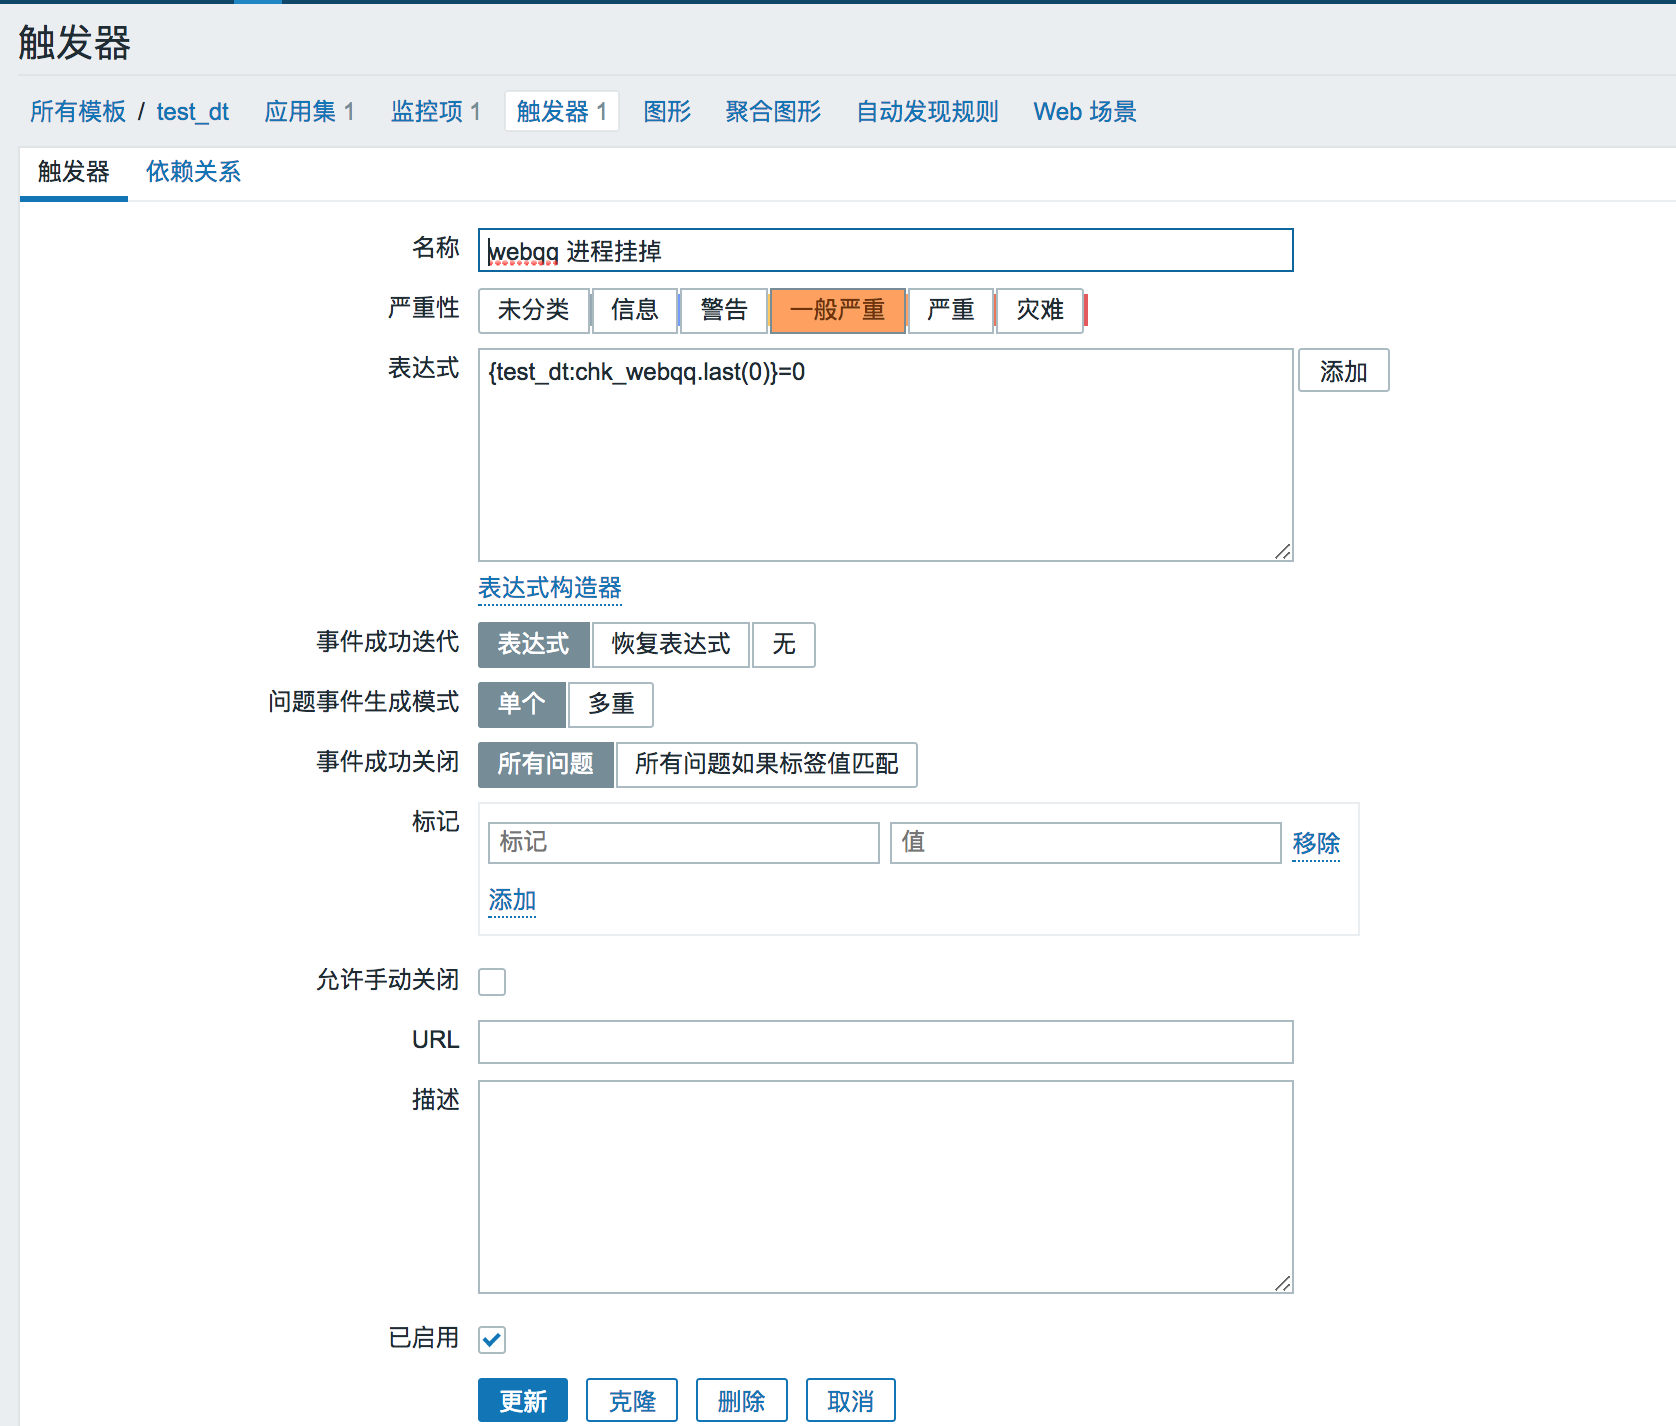 触发器
所有模板 / test_dt 应用集 1 监控项 1 触发器 1 图形 聚合图形 自动发现规则 Web 场景
触发器 依赖关系
名称 webqq 进程挂掉
严重性 未分类 信息 警告 一般严重 严重 灾难
表达式 {test_dt:chk_webqq.last(0)}=0 添加
表达式构造器
事件成功迭代 表达式 恢复表达式 无
问题事件生成模式 单个 多重
事件成功关闭 所有问题 所有问题如果标签值匹配
标记 标记 值 移除
添加
允许手动关闭
URL
描述
已启用
更新 克隆 删除 取消